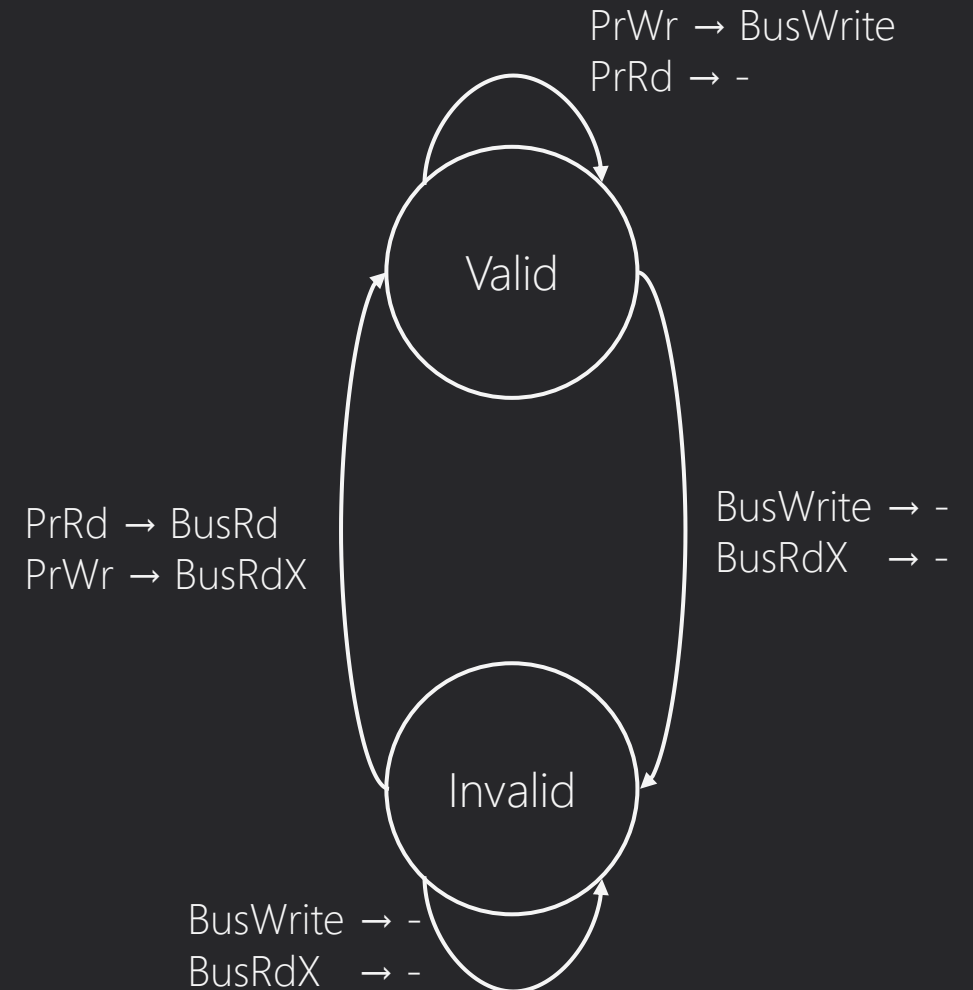 PrWr → BusWrite
PrRd → -
Valid
PrRd → BusRd
PrWr → BusRdX
BusWrite → -
BusRdX → -
Invalid
BusWrite → -
BusRdX → -